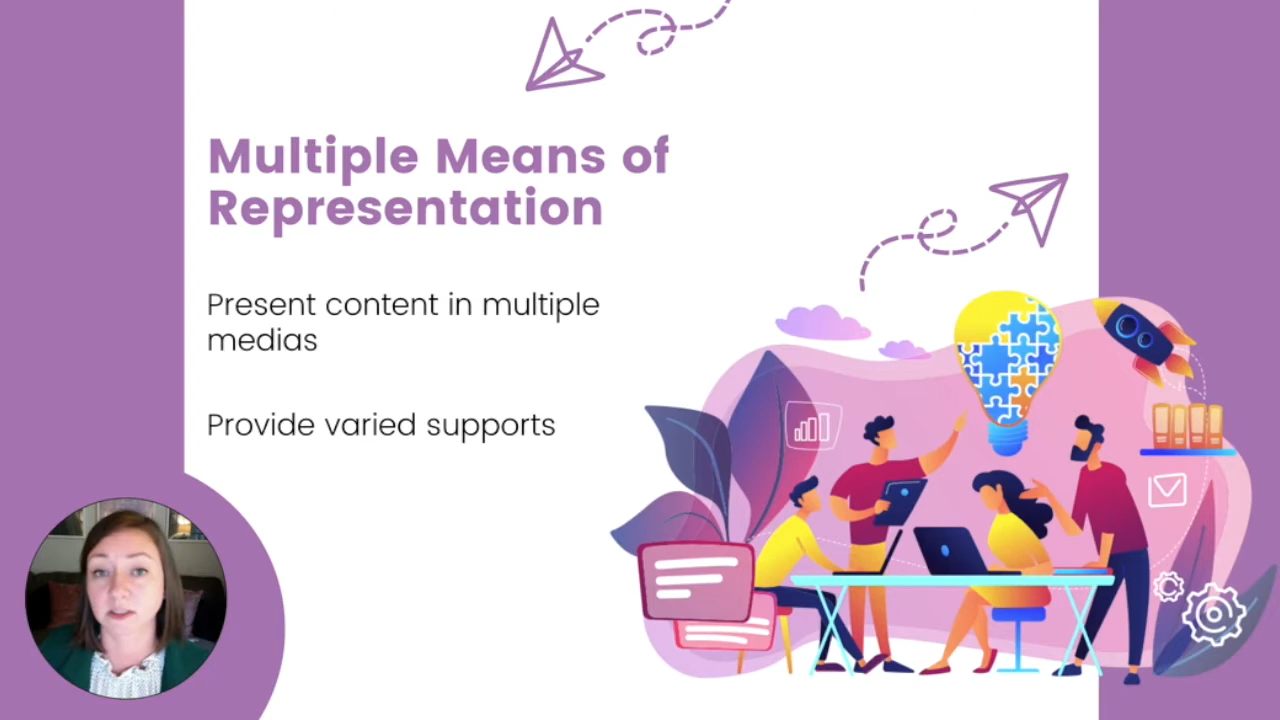 Multiple Means of
Representation
Present content in multiple
medias
Provide varied supports